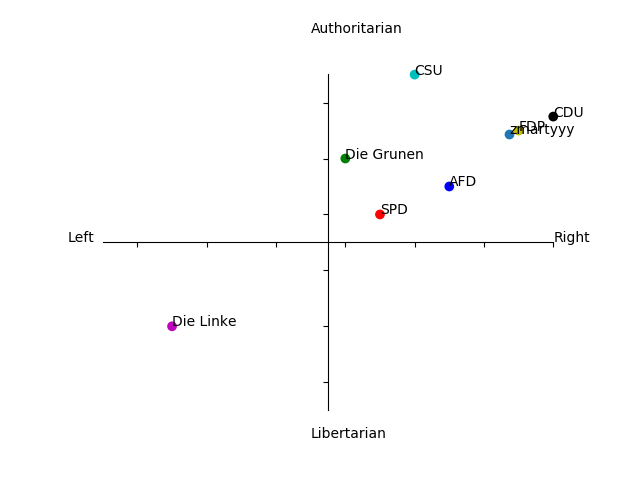 Authoritarian
CSU
CDU
FDP
zmartyyy
Die Grunen
AFD
SPD
Left
Right
Die Linke
Libertarian